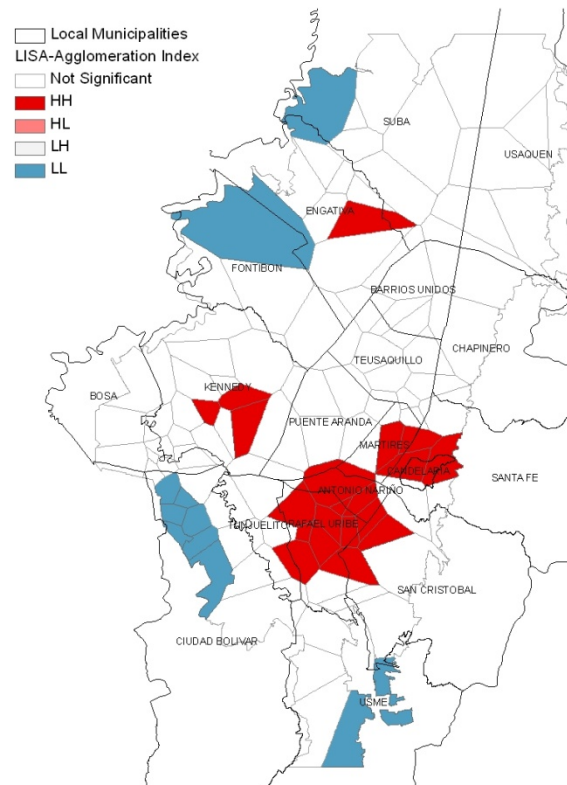 Local Municipalities
LISA-Agglomeration Index
Not Significant
HH
HL
LH
LL
SUBA
USAQUEN
ENGATIVA
FONTIBON
BARRIOS UNIDOS
CHAPINERO
TEUSAQUILLO
KENNEDY
BOSA
PUENTE ARANDA
MARTIRES
CANDELARIA
SANTA FE
ANTONIO NARIÑO
RAFAEL URIBE
SAN CRISTOBAL
CIUDAD BOLIVAR
USME